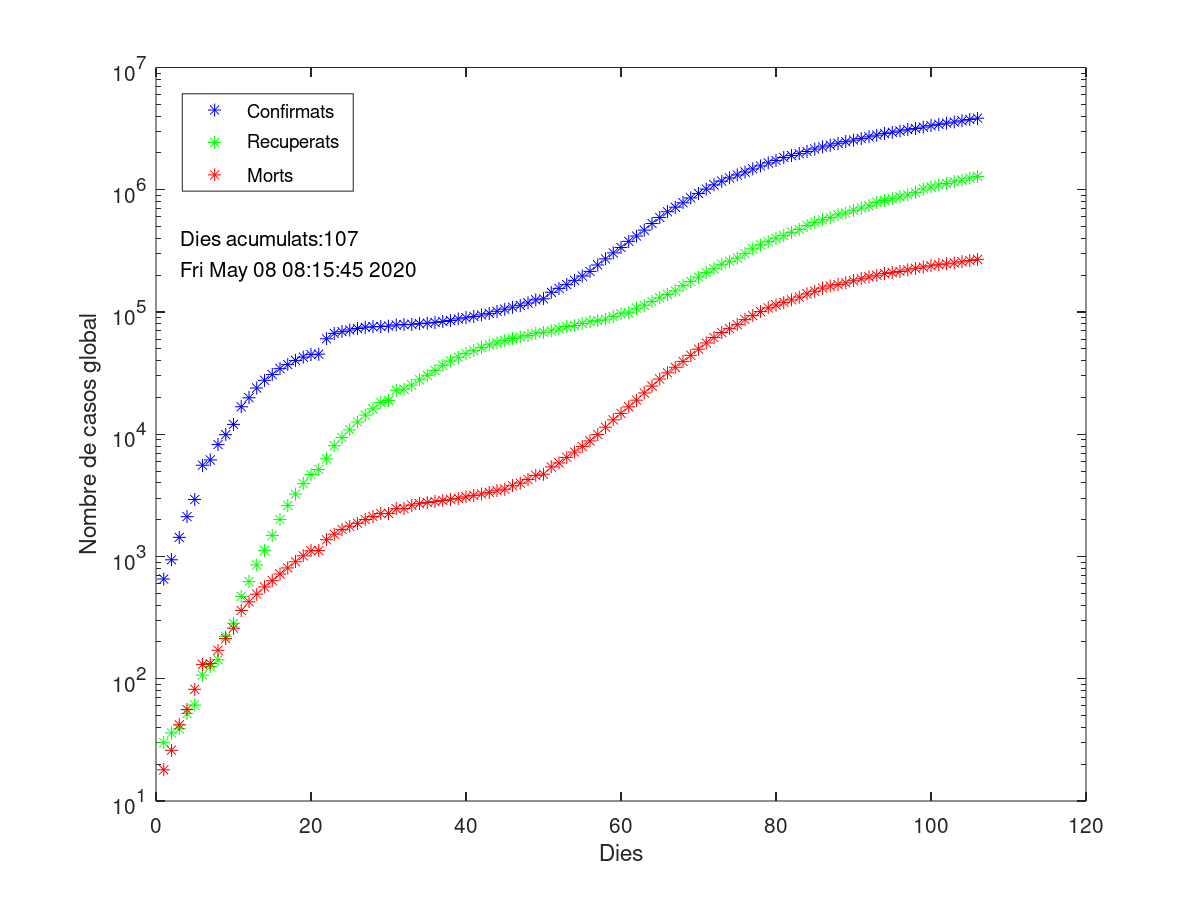 10^7
10^6
10^5
10^4
10^3
10^2
10^1
Confirmats
Recuperats
Morts
Dies acumulats:107
Fri May 08 08:15:45 2020
Nombre de casos global
0 20 40 60 80 100 120
Dies